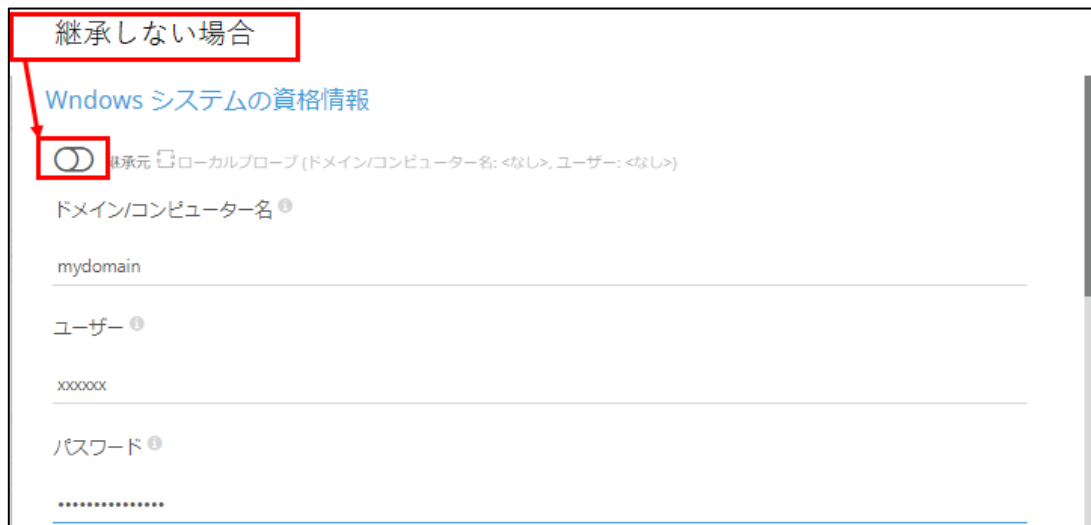 継承しない場合
Wndows システムの資格情報
継承元 ローカルプローブ (ドメイン/コンピューター名: <なし>, ユーザー: <なし>)
ドメイン/コンピューター名
mydomain
ユーザー
xxxxxx
パスワード
•••••••••••••••